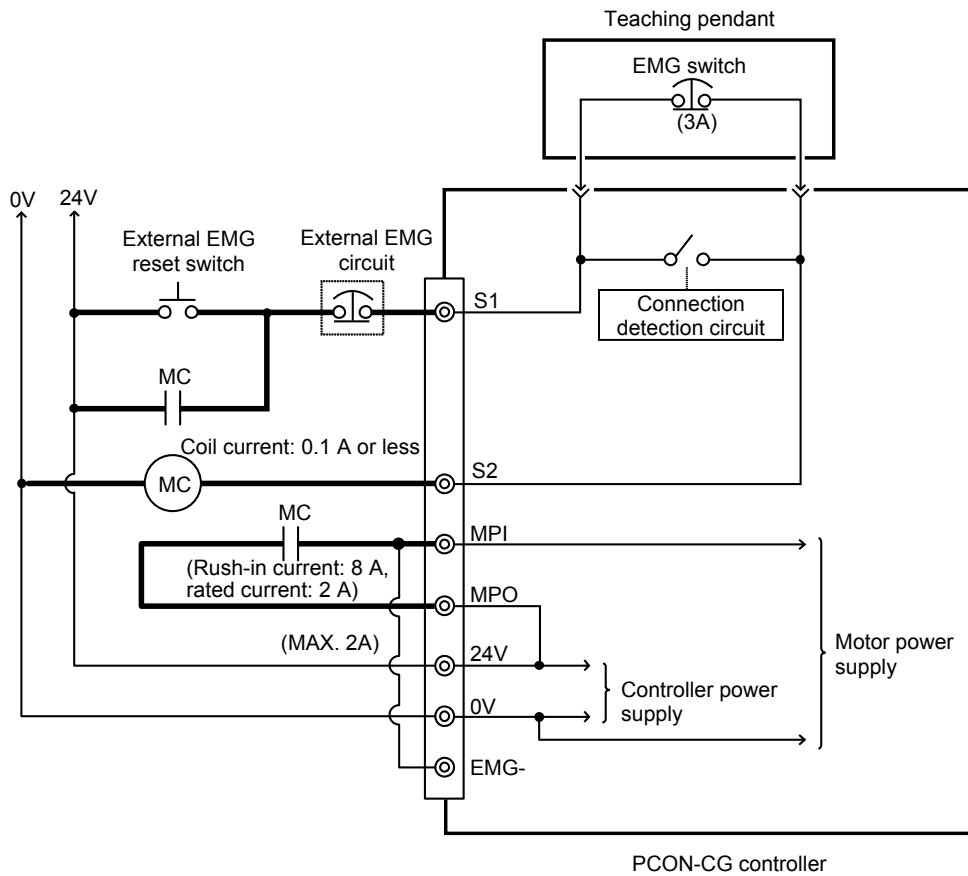 Teaching pendant
EMG switch
(3A)
0V
24V
External EMG
reset switch
External EMG
circuit
S1
Connection
detection circuit
MC
Coil current: 0.1 A or less
MC
S2
MC
MPI
(Rush-in current: 8 A,
rated current: 2 A)
MPO
(MAX. 2A)
24V
Motor power
supply
Controller power
supply
0V
EMG-
PCON-CG controller